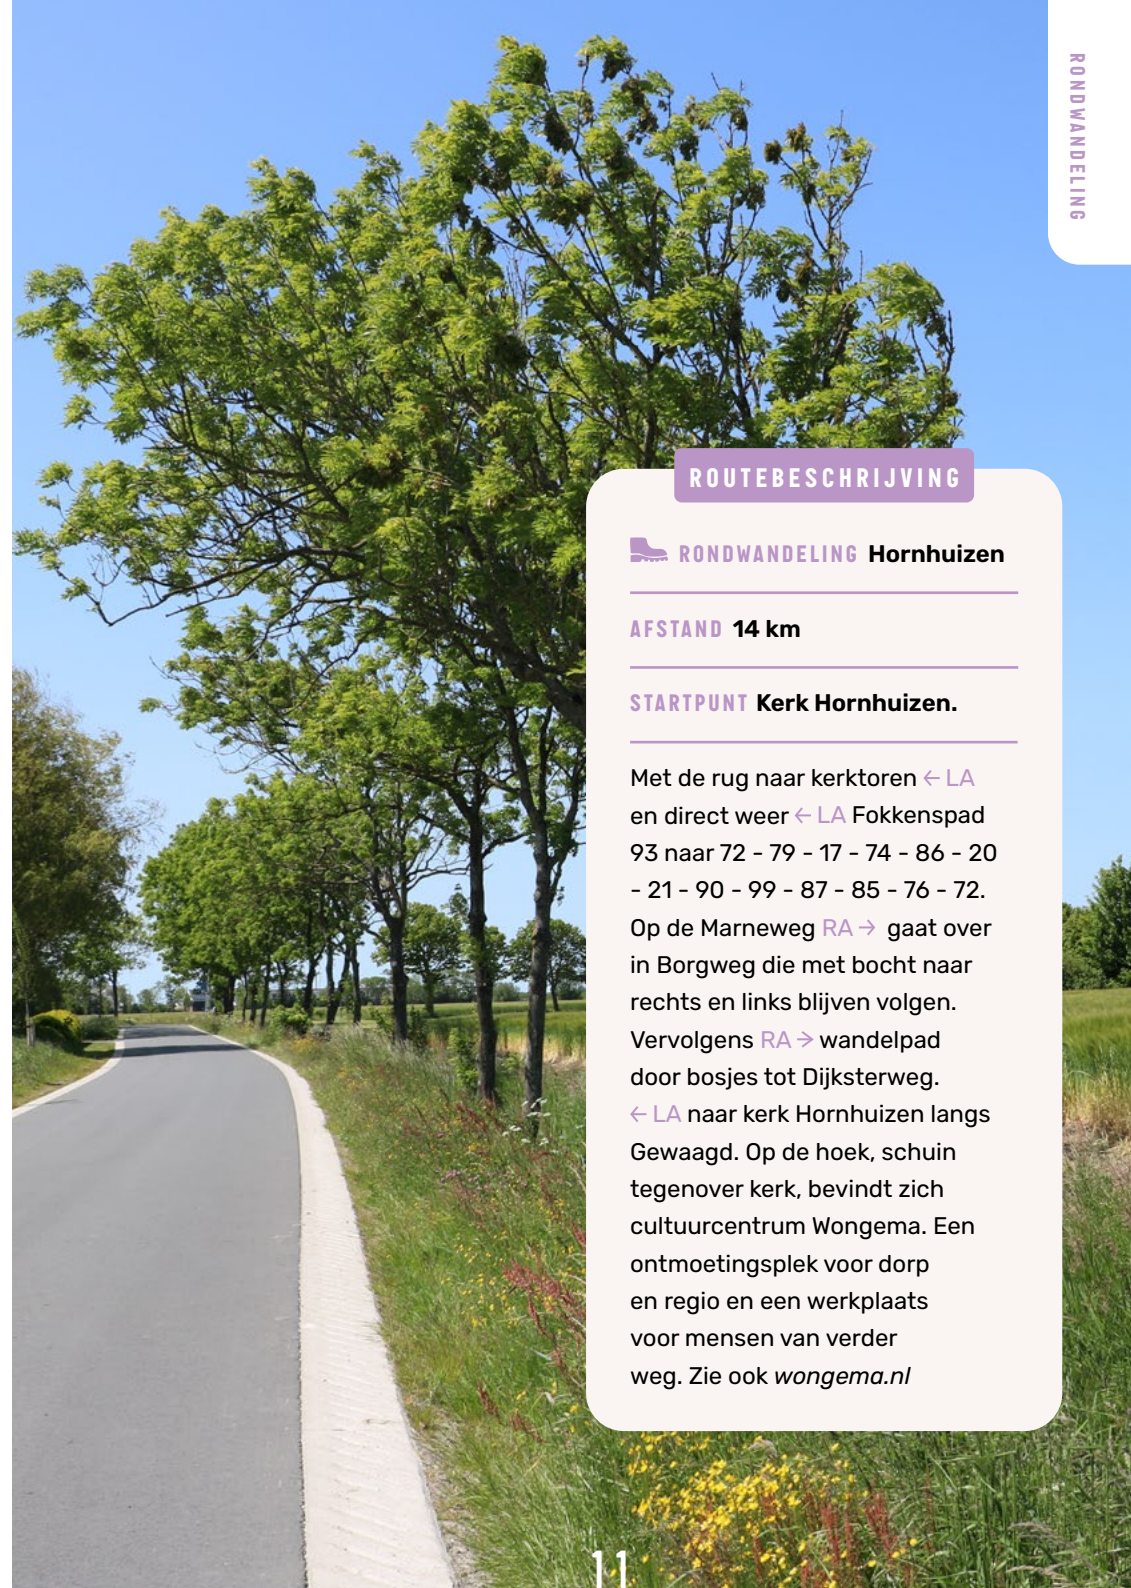 RONDWANDELING
ROUTEBESCHRIJVING
RONDWANDELING Hornhuizen
AFSTAND 14 km
STARTPUNT Kerk Hornhuizen.
Met de rug naar kerktoren ← LA
en direct weer ← LA Fokkenspad
93 naar 72 - 79 - 17 - 74 - 86 - 20
- 21 - 90 - 99 - 87 - 85 - 76 - 72.
Op de Marneweg RA → gaat over
in Borgweg die met bocht naar
rechts en links blijven volgen.
Vervolgens RA → wandelpad
door bosjes tot Dijksterweg.
← LA naar kerk Hornhuizen langs
Gewaagd. Op de hoek, schuin
tegenover kerk, bevindt zich
cultuurcentrum Wongema. Een
ontmoetingsplek voor dorp
en regio en een werkplaats
voor mensen van verder
weg. Zie ook wongema.nl
11